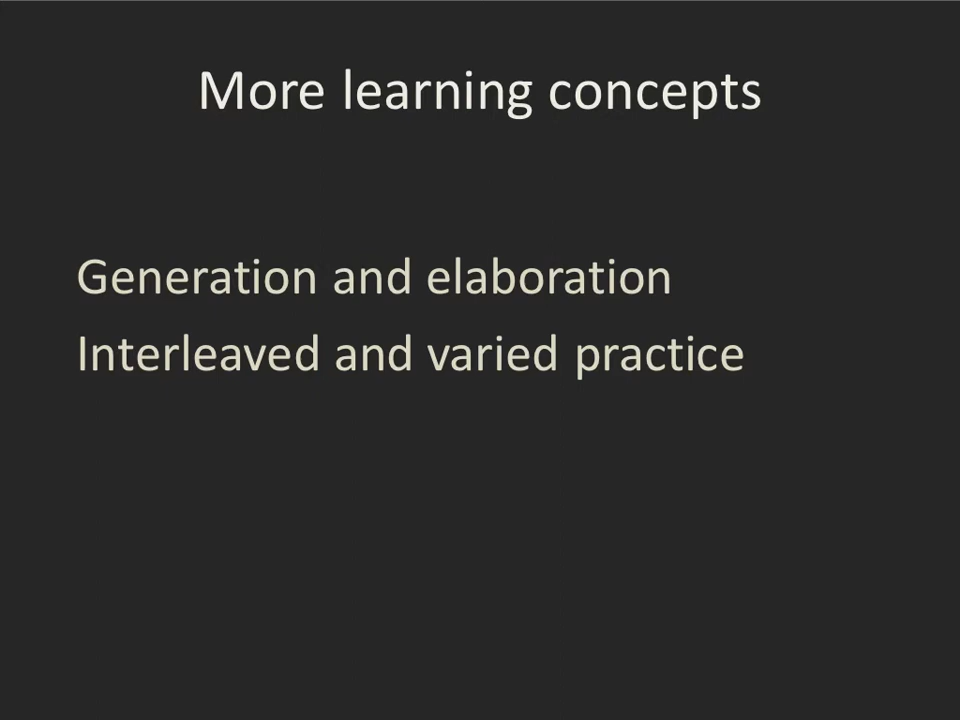 More learning concepts
Generation and elaboration
Interleaved and varied practice